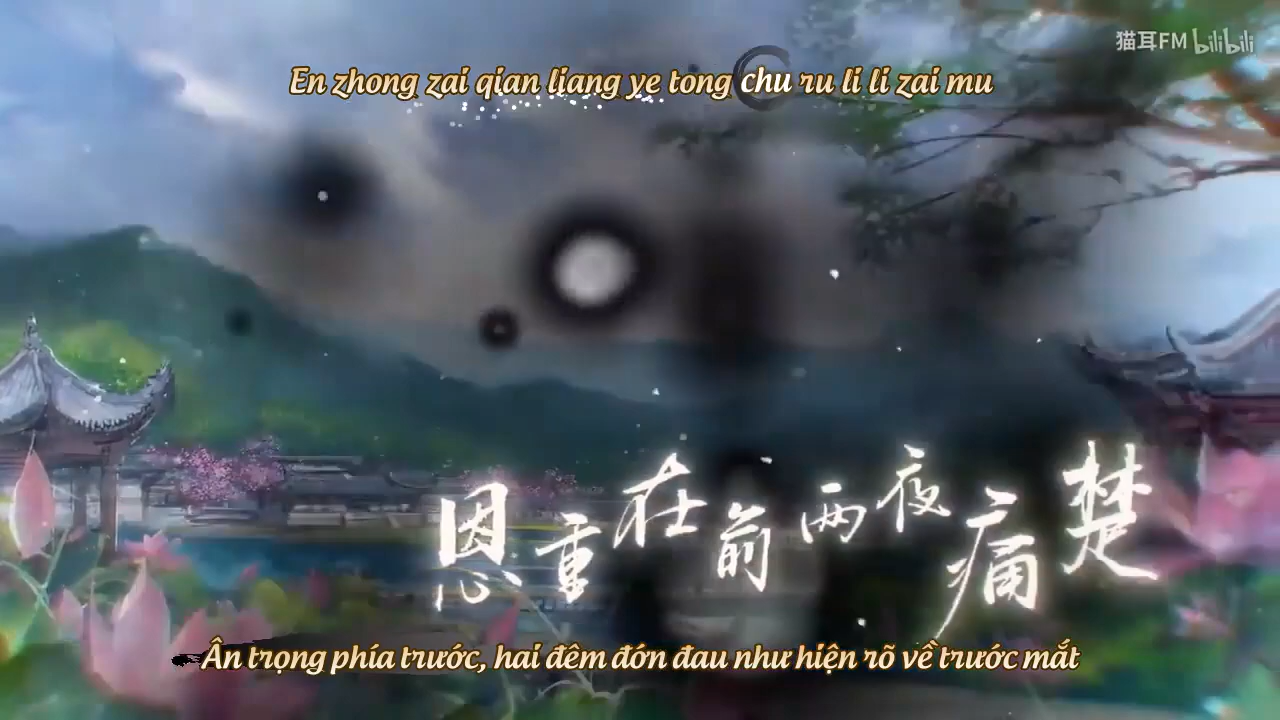 猫耳FM bilibili
En zhong zai qian liang ye tong chu ru li li zai mu
恩重在前两夜痛楚
Ân trọng phía trước, hai đêm đớn đau như hiện rõ về trước mắt